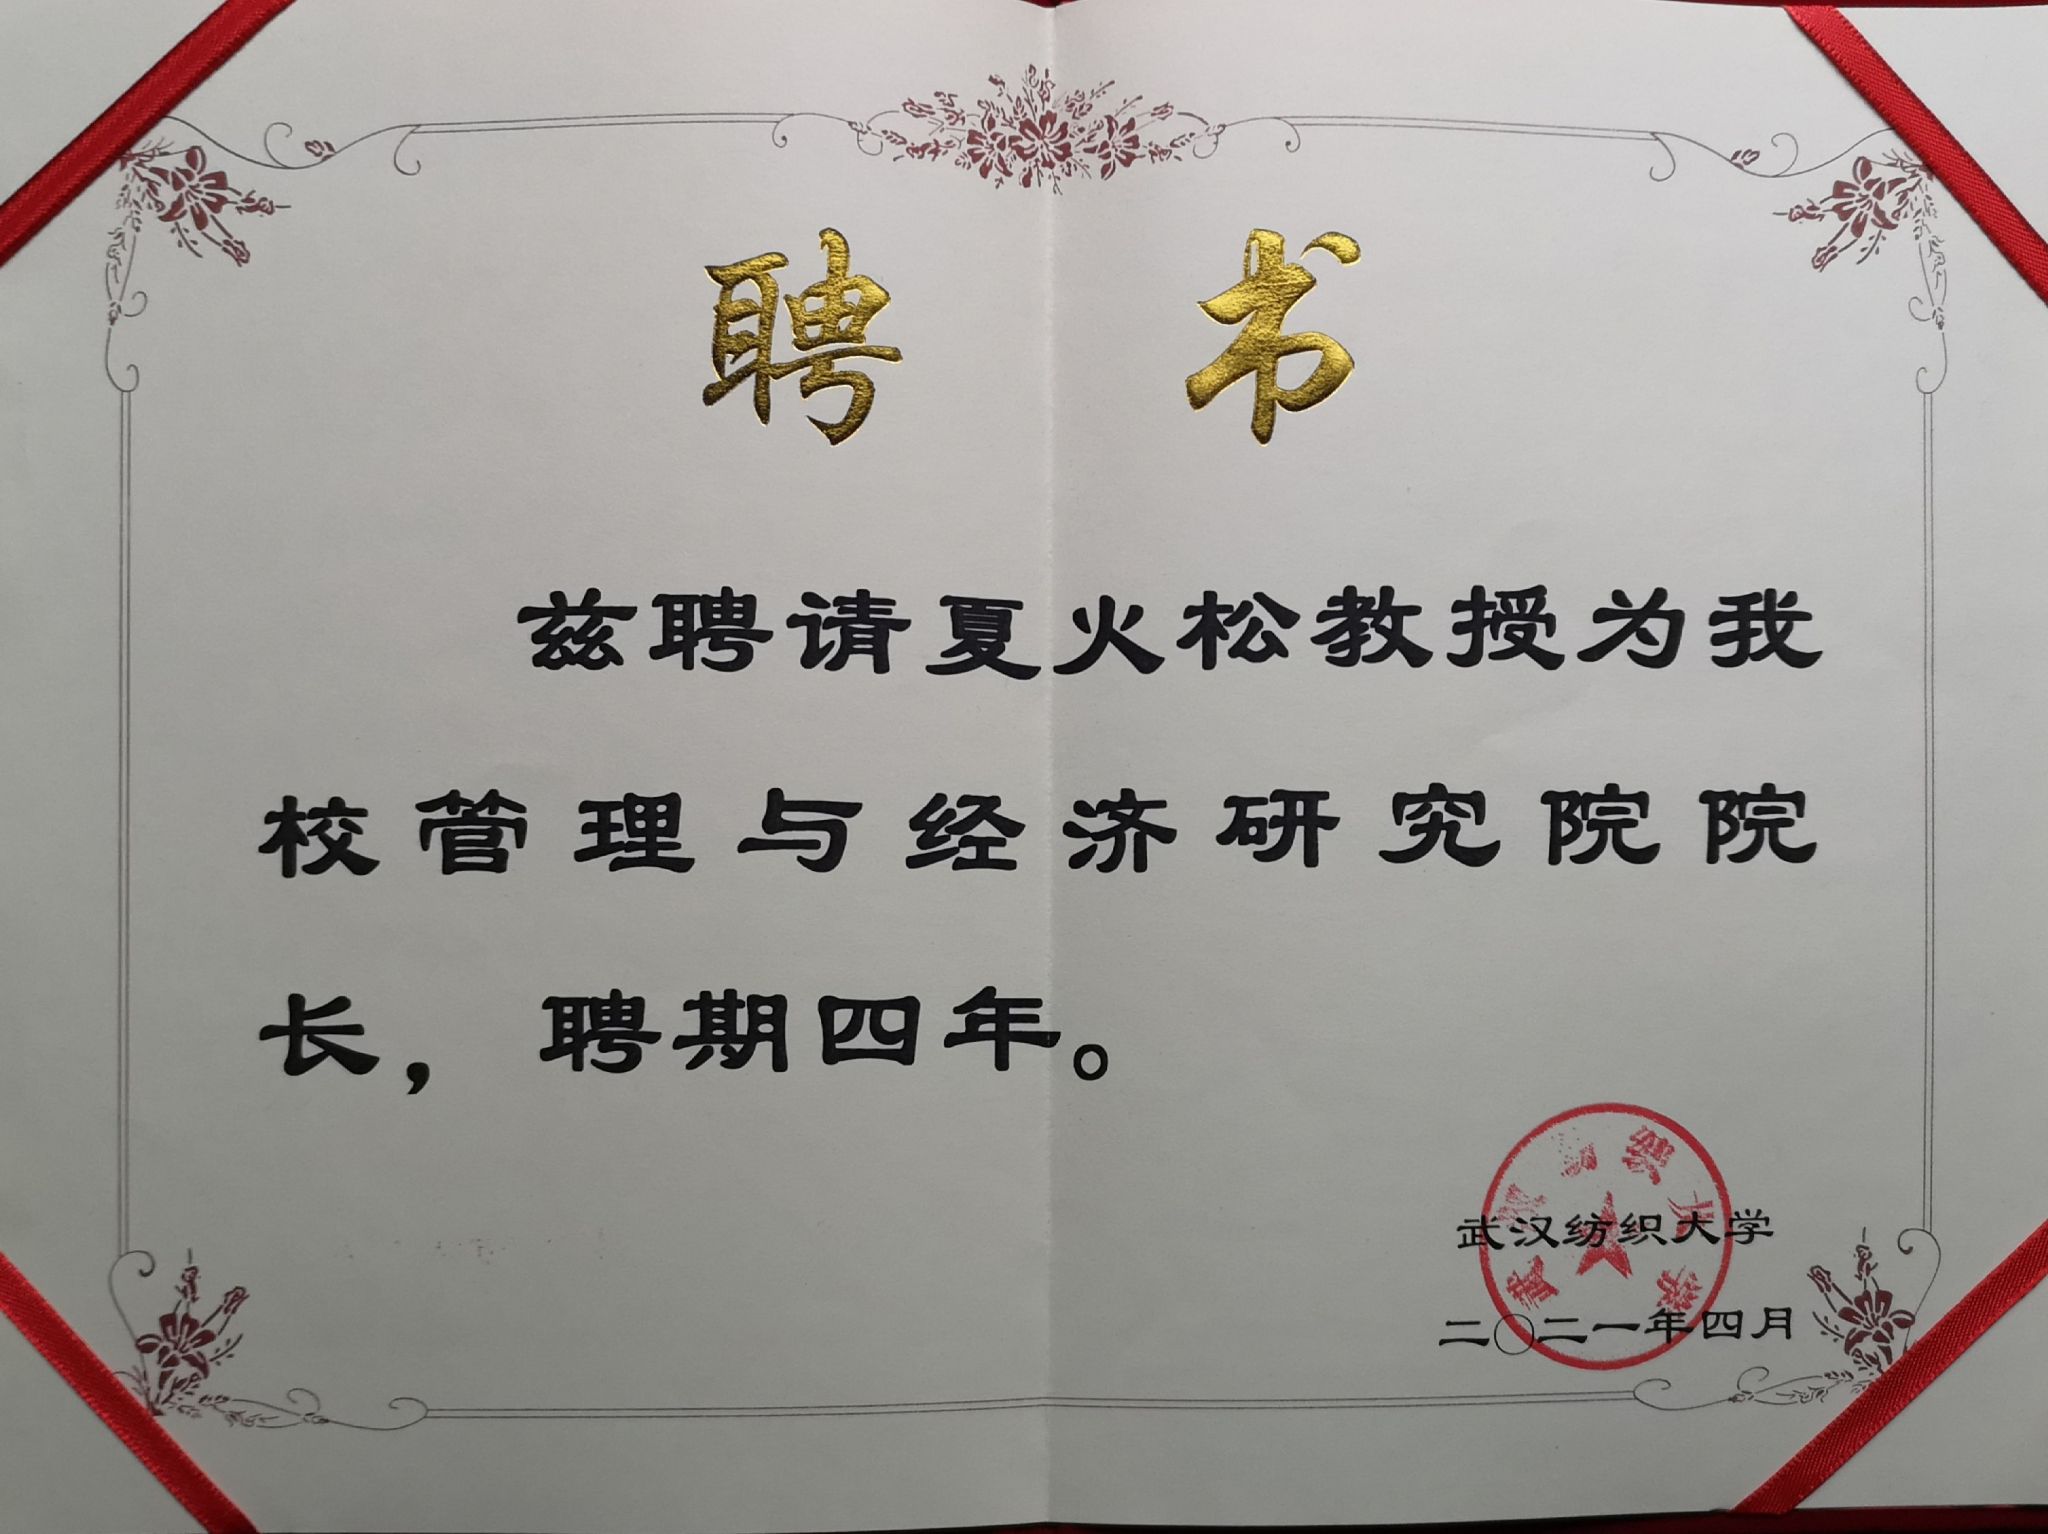 聘书
兹聘请夏火松教授为我
校管理与经济研究院院
长，聘期四年。
武汉纺织大学
二〇二一年四月